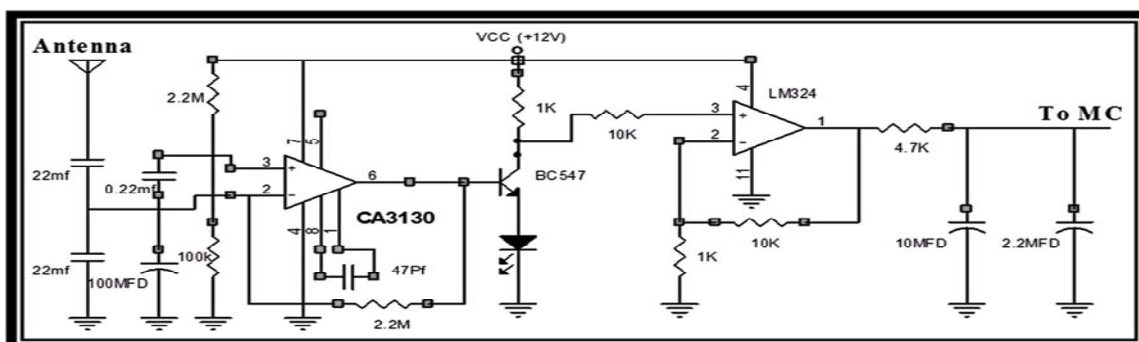 Antenna
VCC (+12V)
2.2M
1K
4
LM324
To MC
3
10K
2
1
4.7K
11
7
5
3
6
BC547
22mf
0.22mf
2
CA3130
4
8
1
10K
1K
10MFD
2.2MFD
22mf
100MFD
100k
47Pf
2.2M
+
-
+
-